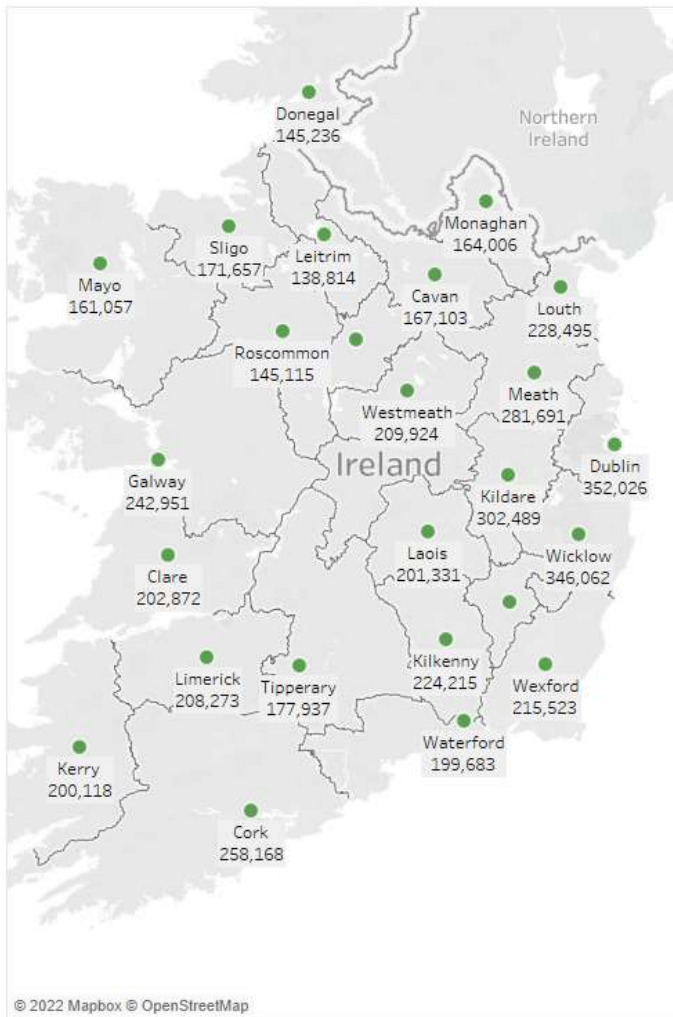 Donegal
145,236
Northern
Ireland
Monaghan
164,006
Sligo
171,657
Leitrim
138,814
Mayo
161,057
Cavan
167,103
Louth
228,495
Roscommon
145,115
Meath
281,691
Westmeath
209,924
Ireland
Dublin
352,026
Galway
242,951
Kildare
302,489
Laois
201,331
Wicklow
346,062
Clare
202,872
Kilkenny
224,215
Limerick
208,273
Tipperary
177,937
Wexford
215,523
Waterford
199,683
Kerry
200,118
Cork
258,168
© 2022 Mapbox © OpenStreetMap